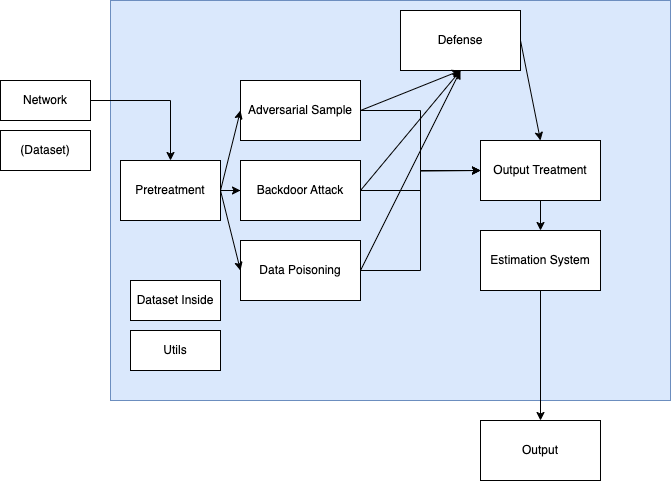 Defense
Network
Adversarial Sample
(Dataset)
Pretreatment
Backdoor Attack
Output Treatment
Data Poisoning
Estimation System
Dataset Inside
Utils
Output